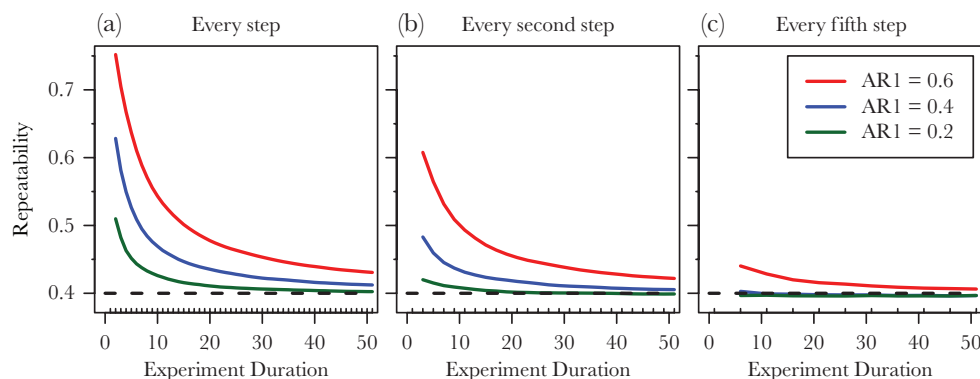 (a) Every step
(b) Every second step
(c) Every fifth step
Repeatability
0.7
0.6
0.5
0.4
AR1 = 0.6
AR1 = 0.4
AR1 = 0.2
0 10 20 30 40 50
0 10 20 30 40 50
0 10 20 30 40 50
Experiment Duration
Experiment Duration
Experiment Duration